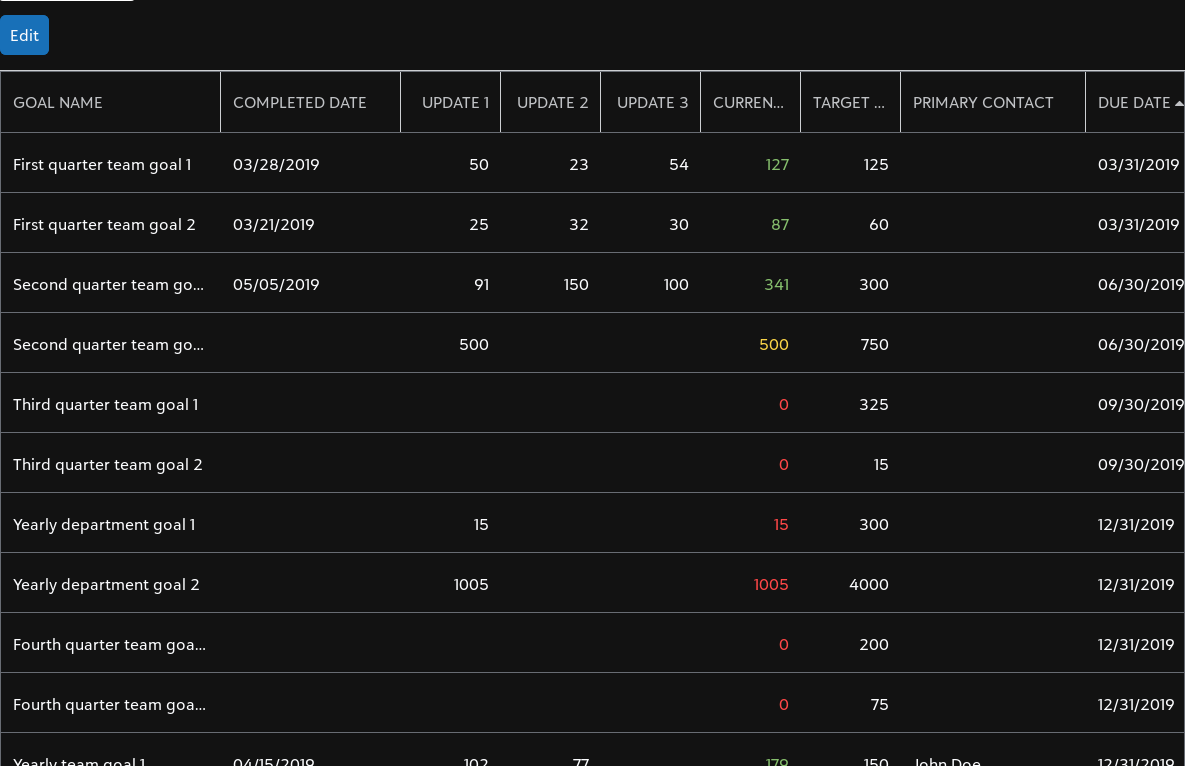 Edit
GOAL NAME COMPLETED DATE UPDATE 1 UPDATE 2 UPDATE 3 CURREN... TARGET ... PRIMARY CONTACT DUE DATE
First quarter team goal 1 03/28/2019 50 23 54 127 125 03/31/2019
First quarter team goal 2 03/21/2019 25 32 30 87 60 03/31/2019
Second quarter team go... 05/05/2019 91 150 100 341 300 06/30/2019
Second quarter team go... 500 500 750 06/30/2019
Third quarter team goal 1 0 325 09/30/2019
Third quarter team goal 2 0 15 09/30/2019
Yearly department goal 1 15 15 300 12/31/2019
Yearly department goal 2 1005 1005 4000 12/31/2019
Fourth quarter team goa... 0 200 12/31/2019
Fourth quarter team goa... 0 75 12/31/2019
Yearly team goal 1 04/15/2019 102 77 179 150 John Doe 12/31/2019